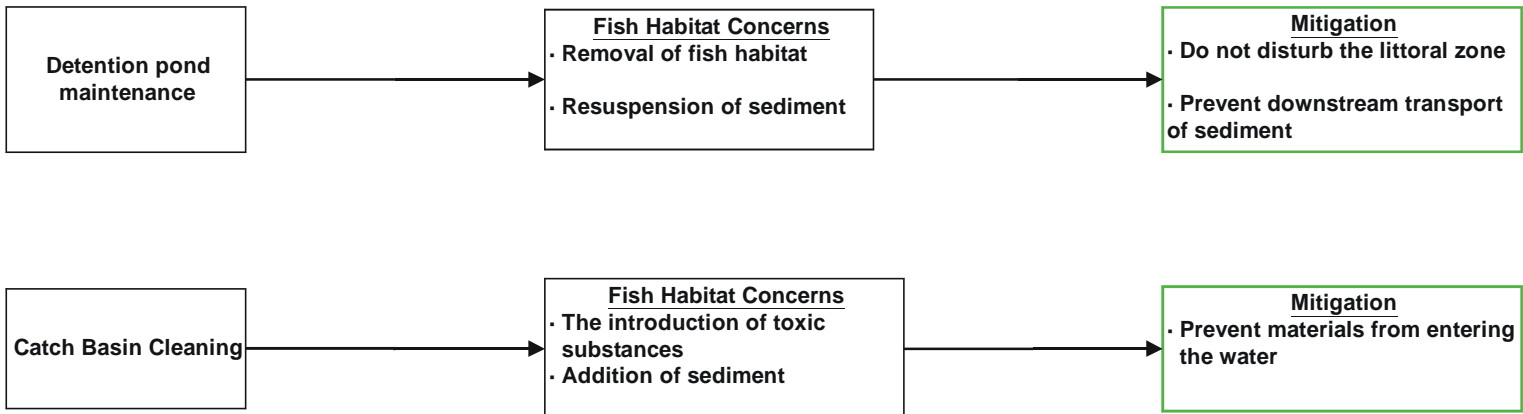 Detention pond
maintenance
Fish Habitat Concerns
· Removal of fish habitat
· Resuspension of sediment
Mitigation
· Do not disturb the littoral zone
· Prevent downstream transport
of sediment
Catch Basin Cleaning
Fish Habitat Concerns
· The introduction of toxic
substances
· Addition of sediment
Mitigation
· Prevent materials from entering
the water